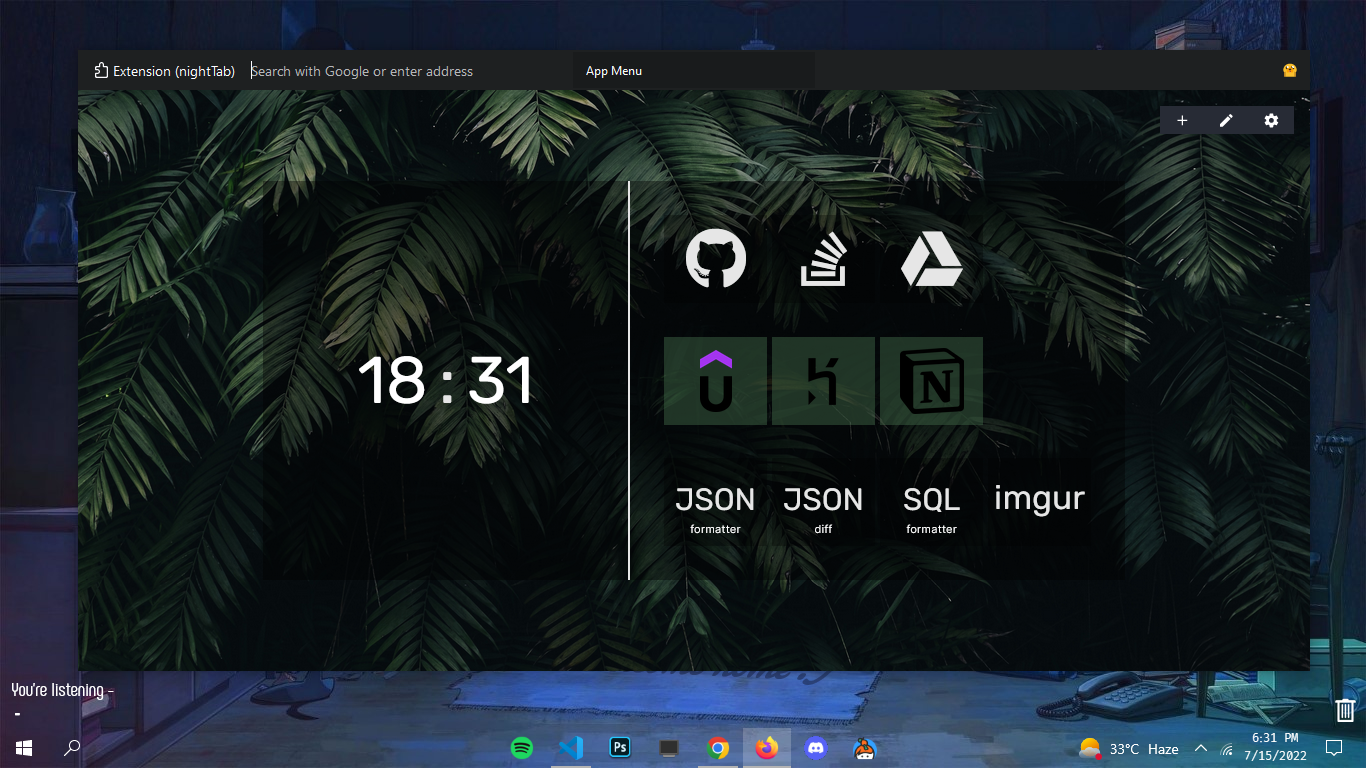 Extension (nightTab) Search with Google or enter address App Menu
18 : 31
JSON JSON SQL imgur
formatter diff formatter
You're listening -
-
Ps
33°C Haze
6:31 PM
7/15/2022